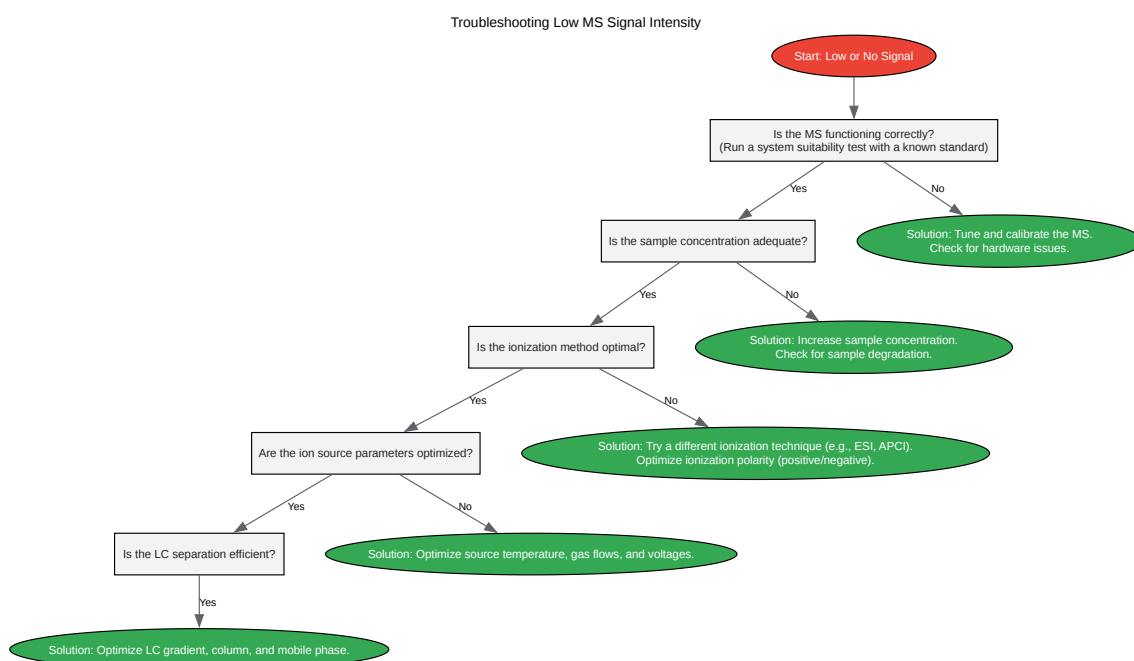 Troubleshooting Low MS Signal Intensity
Start: Low or No Signal
Is the MS functioning correctly?
(Run a system suitability test with a known standard)
Yes
No
Is the sample concentration adequate?
Solution: Tune and calibrate the MS.
Check for hardware issues.
Yes
No
Is the ionization method optimal?
Solution: Increase sample concentration.
Check for sample degradation.
Yes
No
Are the ion source parameters optimized?
Solution: Try a different ionization technique (e.g., ESI, APCI).
Optimize ionization polarity (positive/negative).
Yes
No
Is the LC separation efficient?
Solution: Optimize source temperature, gas flows, and voltages.
Yes
Solution: Optimize LC gradient, column, and mobile phase.